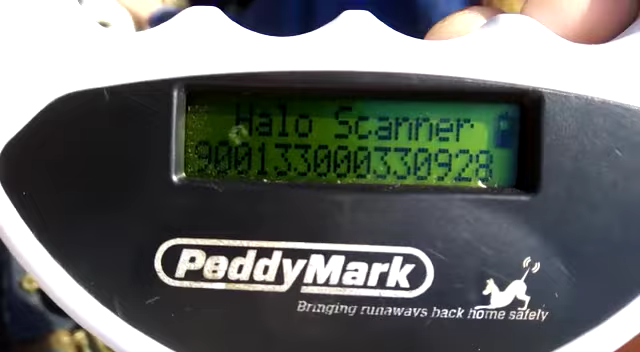 Halo Scanner
900133000330928
PeddyMark
Bringing runaways back home safely